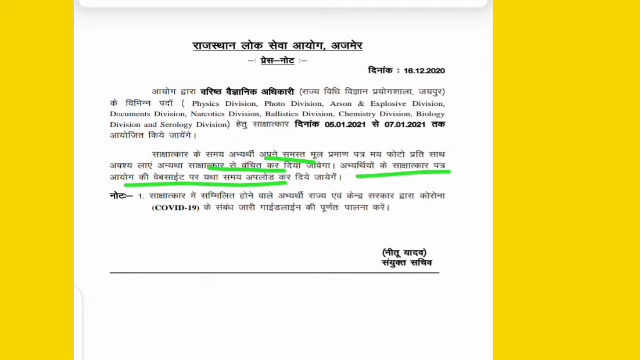 राजस्थान लोक सेवा आयोग, अजमेर
-: प्रेस-नोट :-
दिनांक : 16.12.2020
आयोग द्वारा वरिष्ठ वैज्ञानिक अधिकारी (राज्य विधि विज्ञान प्रयोगशाला, जयपुर)
के विभिन्न पदों ( Physics Division, Photo Division, Arson & Explosive Division,
Documents Division, Narcotics Division, Ballistics Division, Chemistry Division, Biology
Division and Serology Division) हेतु साक्षात्कार दिनांक 05.01.2021 से 07.01.2021 तक
आयोजित किये जायेंगे।
साक्षात्कार के समय अभ्यर्थी अपने समस्त मूल प्रमाण पत्र मय फोटो प्रति साथ
अवश्य लाएं अन्यथा साक्षात्कार से वंचित कर दिया जावेगा। अभ्यर्थियों के साक्षात्कार पत्र
आयोग की वेबसाईट पर यथा समय अपलोड कर दिये जायेगें।
नोटः- 1. साक्षात्कार में सम्मिलित होने वाले अभ्यर्थी राज्य एवं केन्द्र सरकार द्वारा कोरोना
(COVID-19) के संबंध जारी गाईडलाईन की पूर्णतः पालना करें।
(नीतू यादव)
संयुक्त सचिव